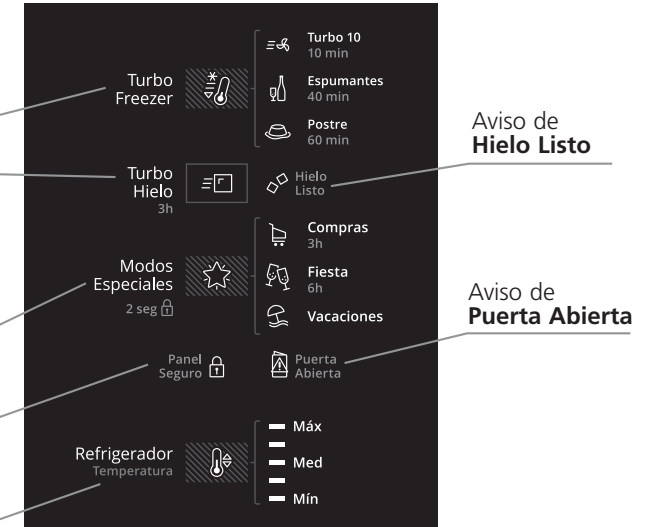 Turbo
Freezer
Turbo 10
10 min
Espumantes
40 min
Postre
60 min
Turbo
Hielo
3h
Hielo
Listo
Aviso de
Hielo Listo
Modos
Especiales
2 seg
Compras
3h
Fiesta
6h
Vacaciones
Panel
Seguro
Puerta
Abierta
Aviso de
Puerta Abierta
Refrigerador
Temperatura
Máx
Med
Mín